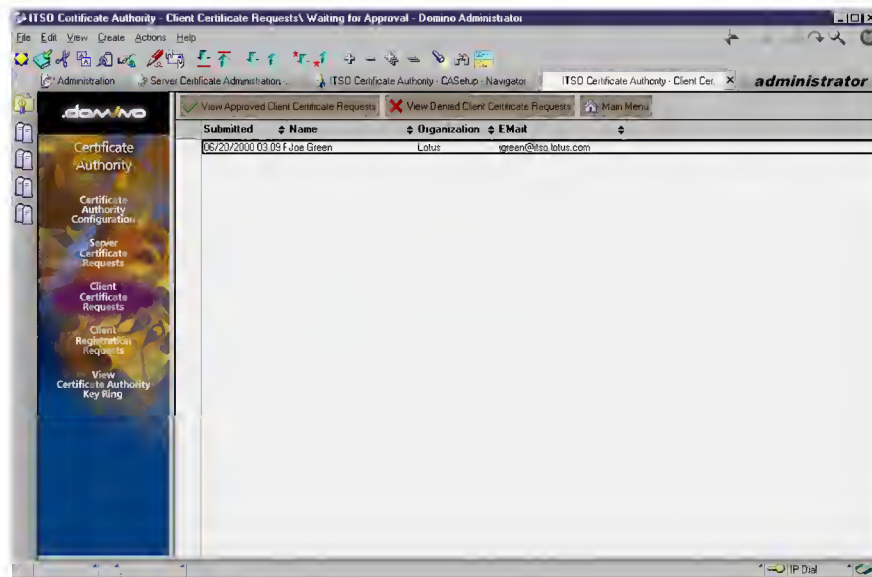 ITSO Certificate Authority - Client Certificate Requests\ Waiting for Approval - Domino Administrator
File Edit View Create Actions Help
Administration
Server Certificate Administration - ...
ITSO Certificate Authority - CASetup - Navigator
ITSO Certificate Authority - Client Cer.
administrator
domino
View Approved Client Certificate Requests
View Denied Client Certificate Requests
Main Menu
Submitted Name Organization EMail
06/20/2000 03:09 P Joe Green Lotus jgreen@itso.lotus.com
Certificate
Authority
Certificate
Authority
Configuration
Server
Certificate
Requests
Client
Certificate
Requests
Client
Registration
Requests
View
Certificate Authority
Key Ring
IP Dial